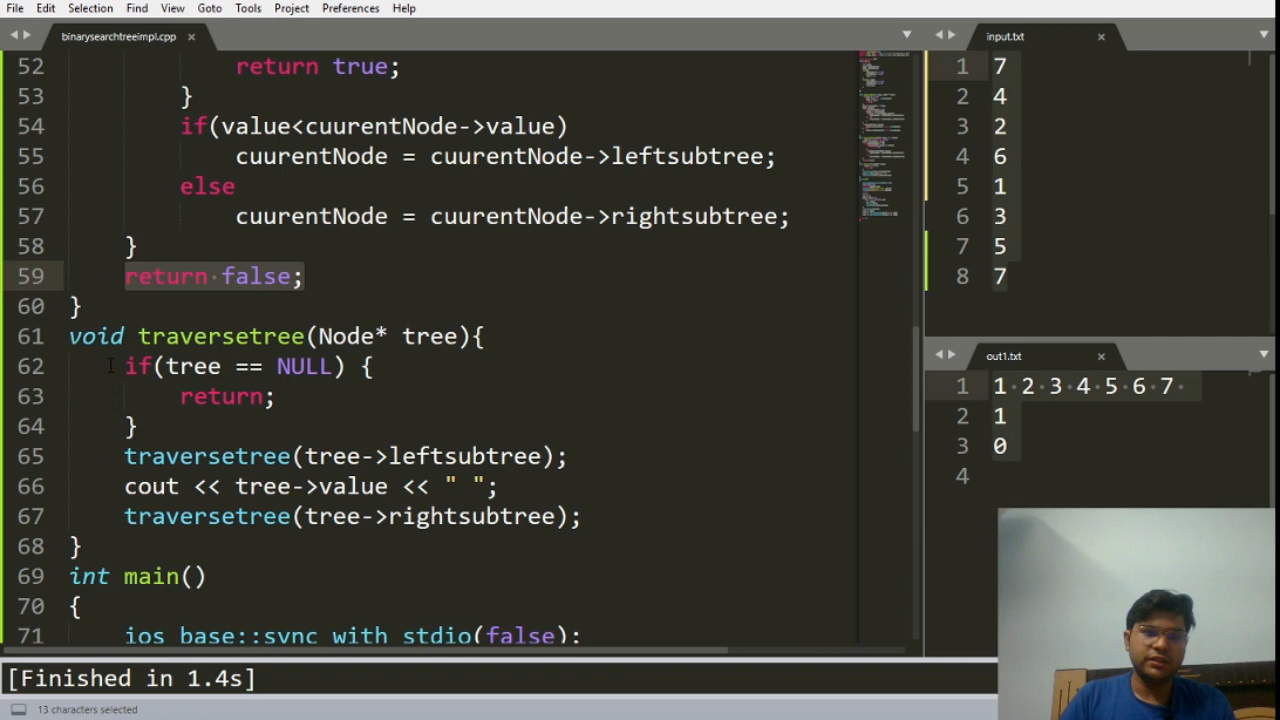 File Edit Selection Find View Goto Tools Project Preferences Help
binarysearchtreeimpl.cpp
52 return true;
53 }
54 if(value<cuurentNode->value)
55 cuurentNode = cuurentNode->leftsubtree;
56 else
57 cuurentNode = cuurentNode->rightsubtree;
58 }
59 return false;
60 }
61 void traversetree(Node* tree){
62 if(tree == NULL) {
63 return;
64 }
65 traversetree(tree->leftsubtree);
66 cout << tree->value << " ";
67 traversetree(tree->rightsubtree);
68 }
69 int main()
70 {
71 ios_base::sync_with_stdio(false);
input.txt
1 7
2 4
3 2
4 6
5 1
6 3
7 5
8 7
out1.txt
1 1 2 3 4 5 6 7
2 1
3 0
4
[Finished in 1.4s]
13 characters selected